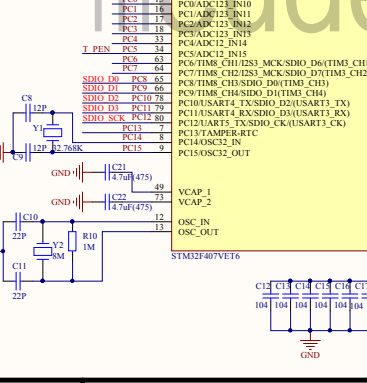 PC1 16 PC0/ADC123_IN10
PC1/ADC123_IN11
PC2 17 PC2/ADC123_IN12
PC3 18 PC3/ADC123_IN13
PC4 33 PC4/ADC12_IN14
T_PEN PC5 34 PC5/ADC12_IN15
PC6 63 PC6/TIM8_CH1/I2S3_MCK/SDIO_D6/(TIM3_CH1
PC7 64 PC7/TIM8_CH2/I2S3_MCK/SDIO_D7(TIM3_CH2
SDIO_D0 PC8 65 PC8/TIM8_CH3/SDIO_D0/(TIM3_CH3)
SDIO_D1 PC9 66 PC9/TIM8_CH4/SDIO_D1(TIM3_CH4)
SDIO_D2 PC10 78 PC10/USART4_TX/SDIO_D2/(USART3_TX)
SDIO_D3 PC11 79 PC11/USART4_RX/SDIO_D3/(USART3_RX)
SDIO_SCK PC12 80 PC12/UART5_TX/SDIO_CK/(USART3_CK)
PC13 7 PC13/TAMPER-RTC
PC14 8 PC14/OSC32_IN
PC15 9 PC15/OSC32_OUT
C8
12P
Y1
12P 32.768K
C9
C21
GND 4.7uF(475)
49 VCAP_1
C22
GND 4.7uF(475)
73 VCAP_2
C10 12 OSC_IN
22P 13 OSC_OUT
R10
Y2 1M
8M
STM32F407VET6
C11
22P
C12 C13 C14 C15 C16 C17
104 104 104 104 104 104
GND